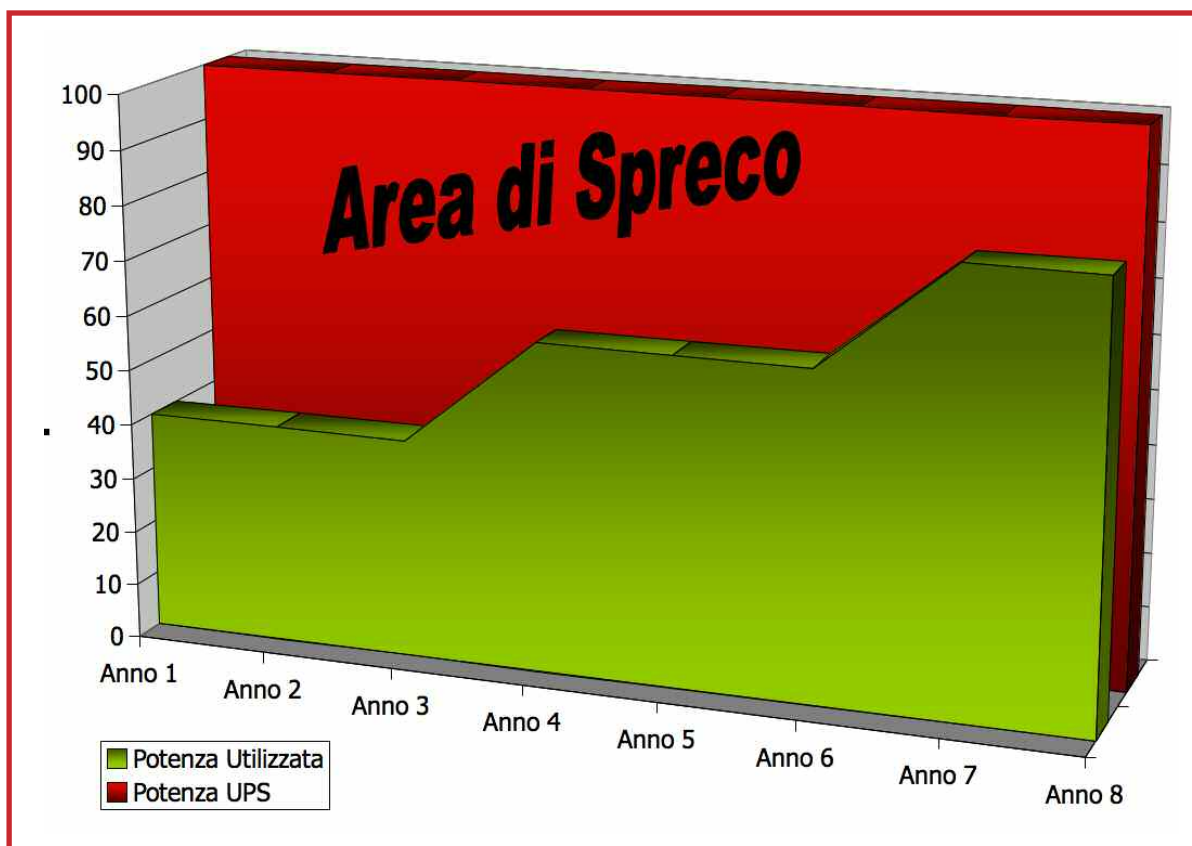 Area di Spreco
100
90
80
70
60
50
40
30
20
10
0
Anno 1
Anno 2
Anno 3
Anno 4
Anno 5
Anno 6
Anno 7
Anno 8
Potenza Utilizzata
Potenza UPS